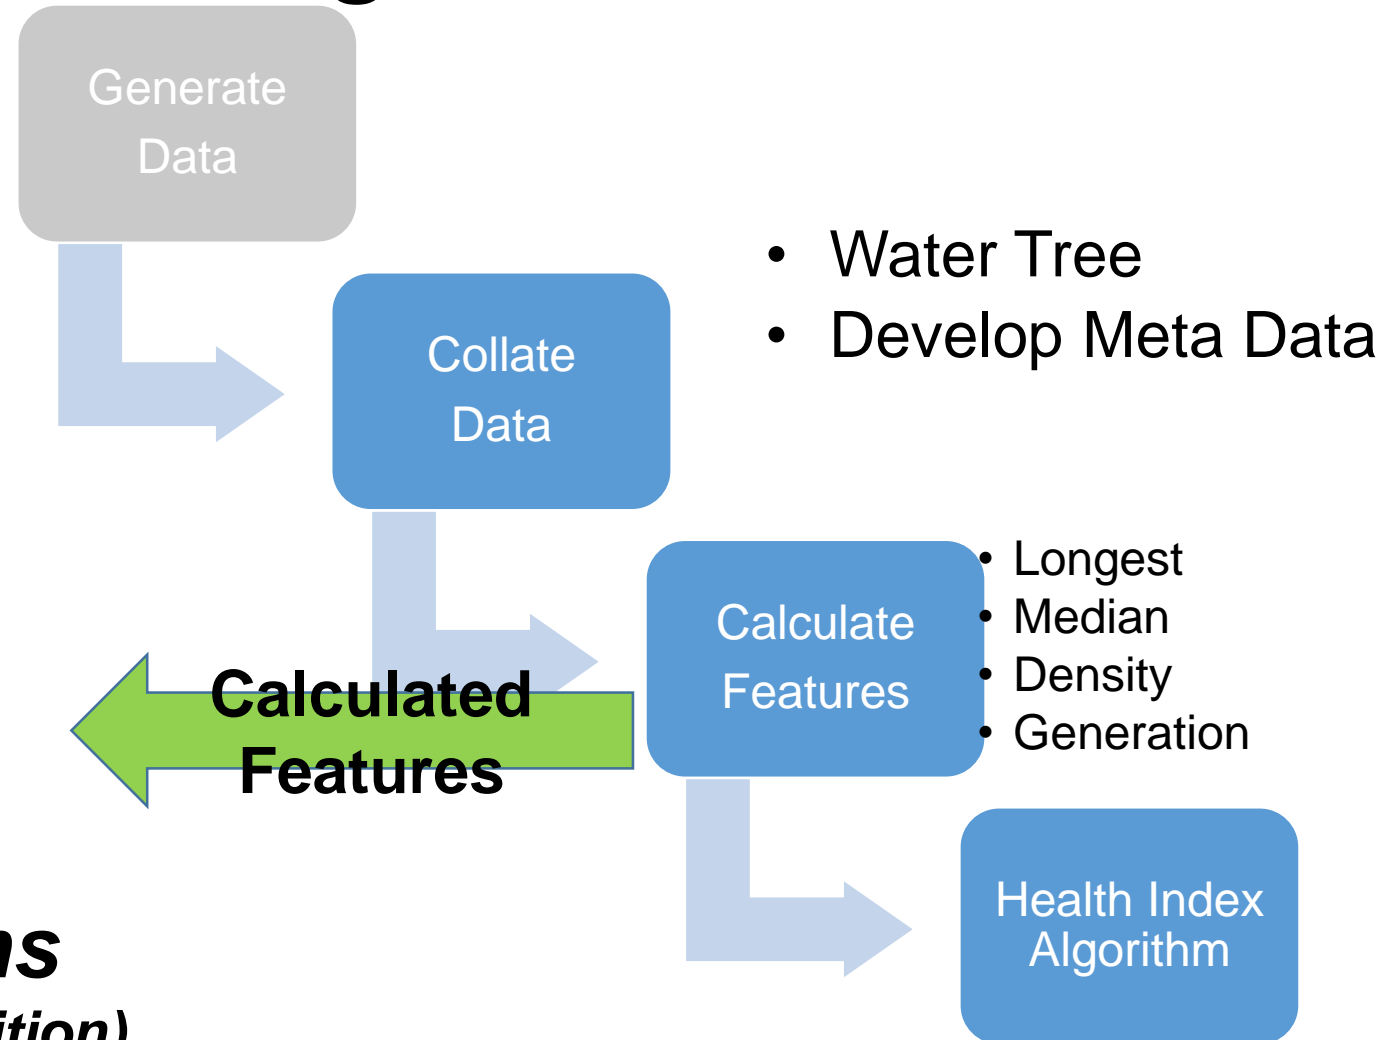 Generate
Data
• Water Tree
• Develop Meta Data
Collate
Data
• Longest
• Median
• Density
• Generation
Calculate
Features
Calculated
Features
Health Index
Algorithm